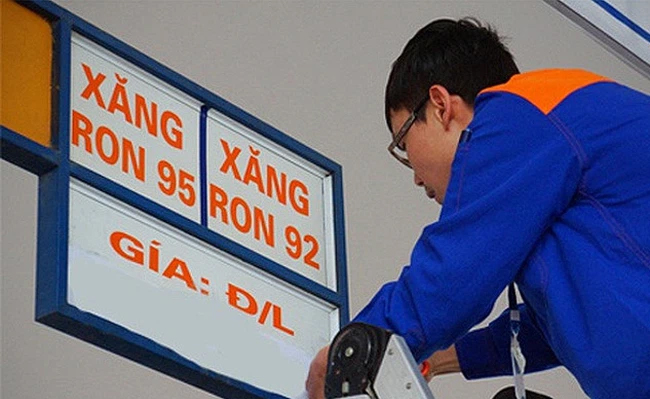 XĂNG
RON 95
XĂNG
RON 92
GÍA: Đ/L